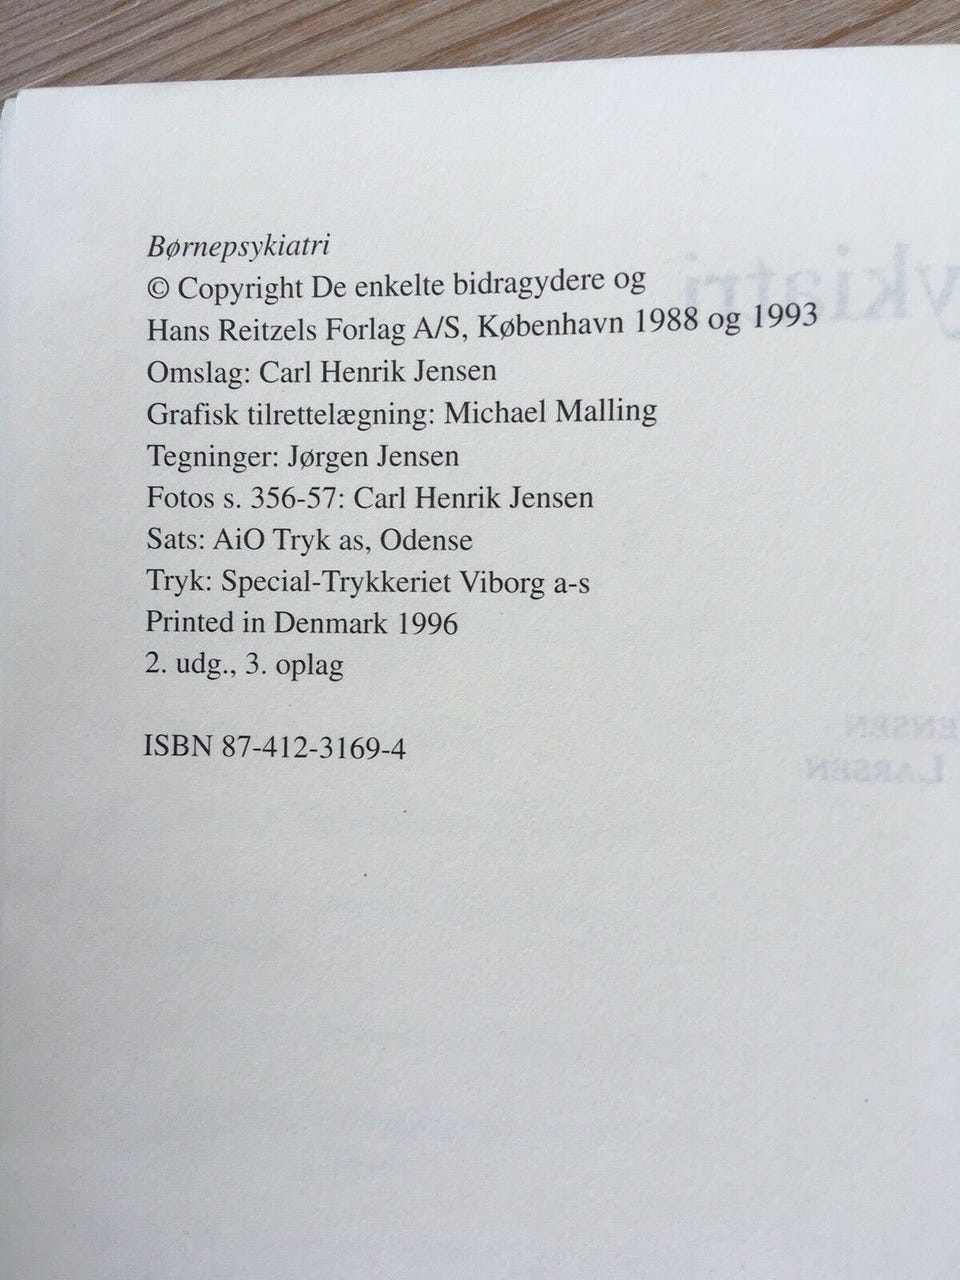 Børnepsykiatri
© Copyright De enkelte bidragydere og
Hans Reitzels Forlag A/S, København 1988 og 1993
Omslag: Carl Henrik Jensen
Grafisk tilrettelægning: Michael Malling
Tegninger: Jørgen Jensen
Fotos s. 356-57: Carl Henrik Jensen
Sats: AiO Tryk as, Odense
Tryk: Special-Trykkeriet Viborg a-s
Printed in Denmark 1996
2. udg., 3. oplag
ISBN 87-412-3169-4